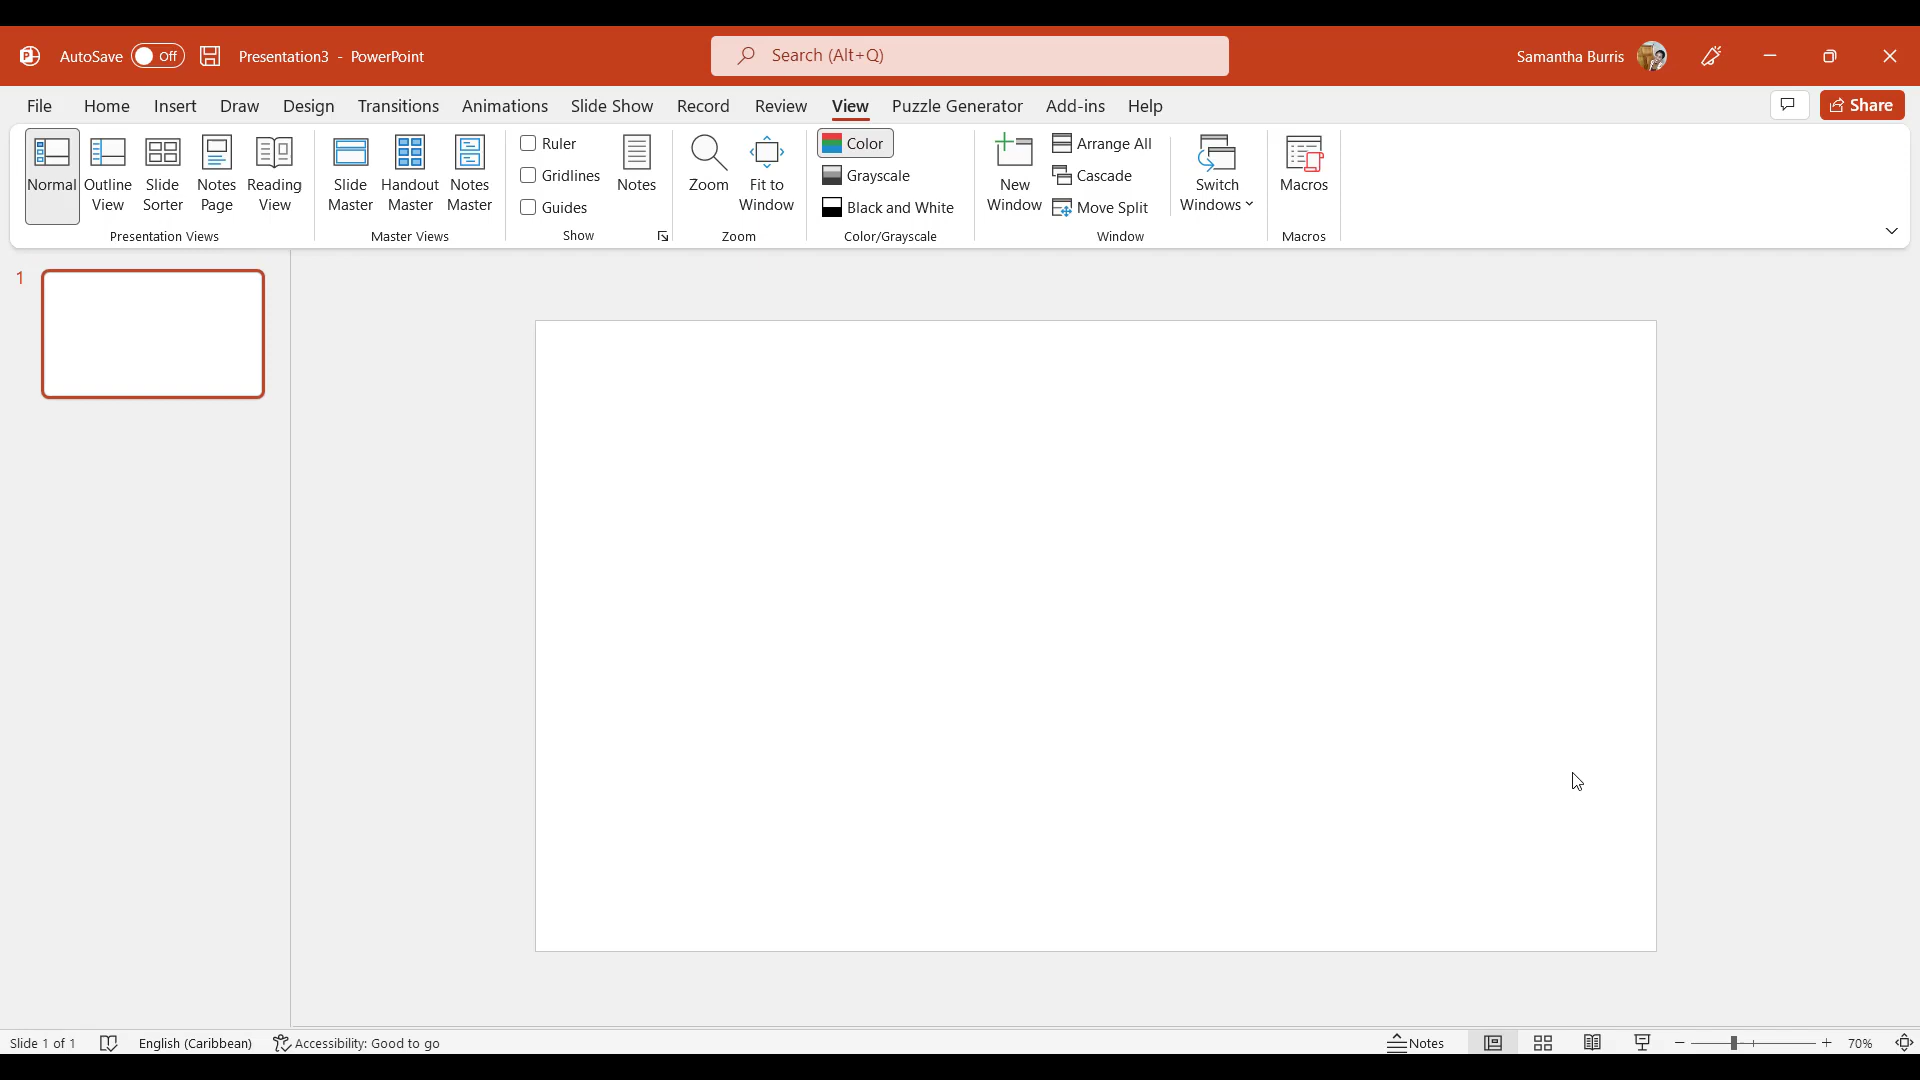 AutoSave Off Presentation3 - PowerPoint Search (Alt+Q) Samantha Burris
File Home Insert Draw Design Transitions Animations Slide Show Record Review View Puzzle Generator Add-ins Help Share
Normal
Outline
View
Slide
Sorter
Notes
Page
Reading
View
Presentation Views
Slide
Master
Handout
Master
Notes
Master
Master Views
Ruler
Gridlines
Guides
Notes
Show
Zoom
Fit to
Window
Zoom
Color
Grayscale
Black and White
Color/Grayscale
New
Window
Arrange All
Cascade
Move Split
Switch
Windows
Window
Macros
Macros
1
Slide 1 of 1 English (Caribbean) Accessibility: Good to go Notes 70%